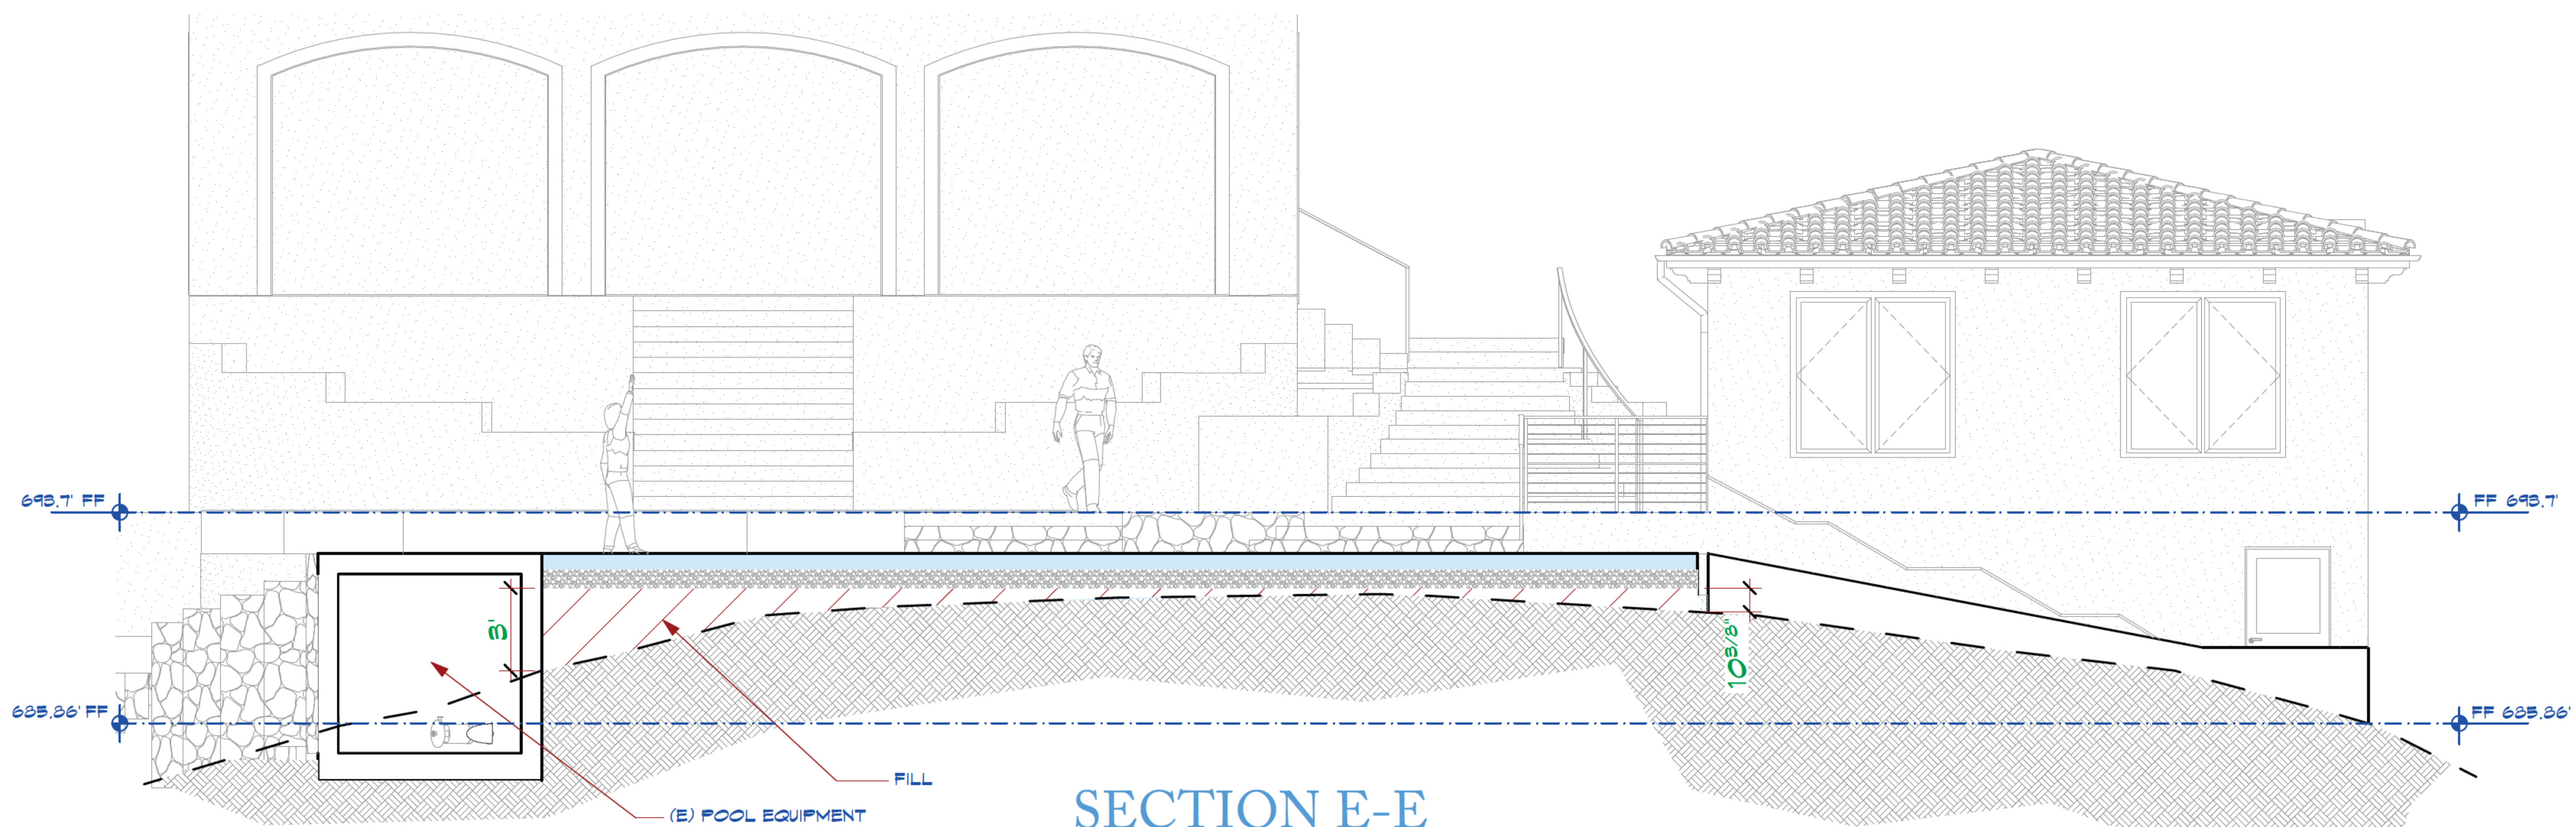 693.7' FF
FF 693.7'
3'
10 3/8"
685.86' FF
FF 685.86'
FILL
(E) POOL EQUIPMENT
SECTION E-E